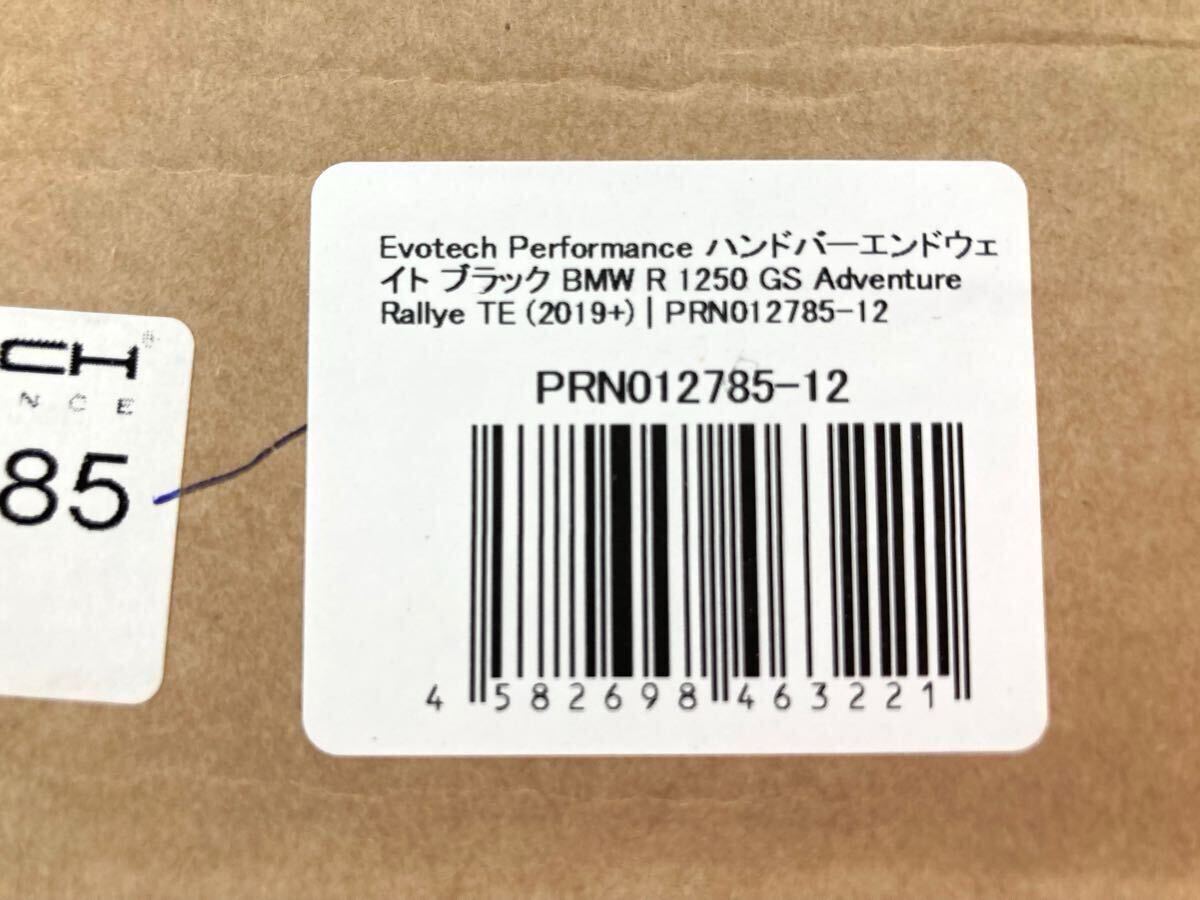 CH®
NCE
85
Evotech Performance ハンドバーエンドウェ
イト ブラック BMW R 1250 GS Adventure
Rallye TE (2019+) | PRN012785-12
PRN012785-12
4 582698 463221